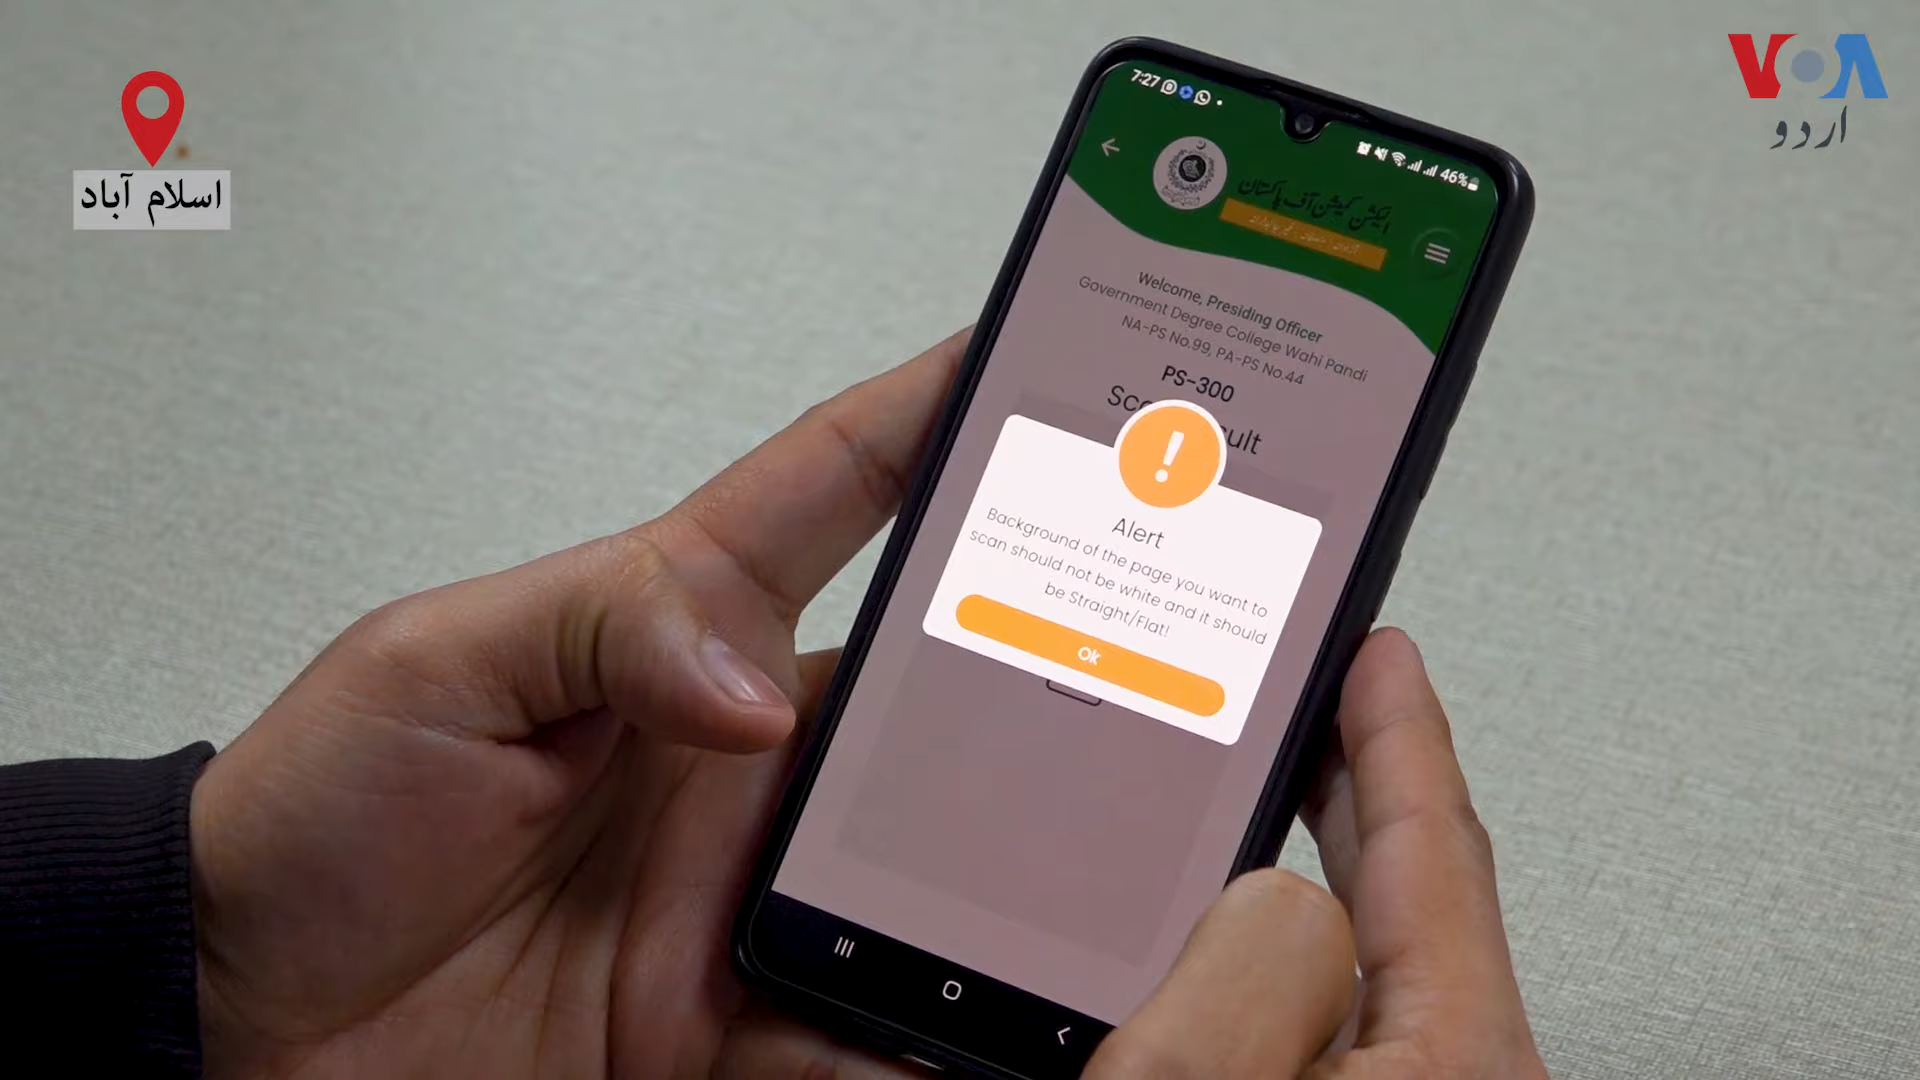 اسلام آباد
VOA
اردو
7:27
46%
الیکشن کمیشن آف پاکستان
Welcome, Presiding Officer
Government Degree College Wahi Pandi
NA-PS No.99, PA-PS No.44
PS-300
Alert
Background of the page you want to
scan should not be white and it should
be Straight/Flat!
Ok